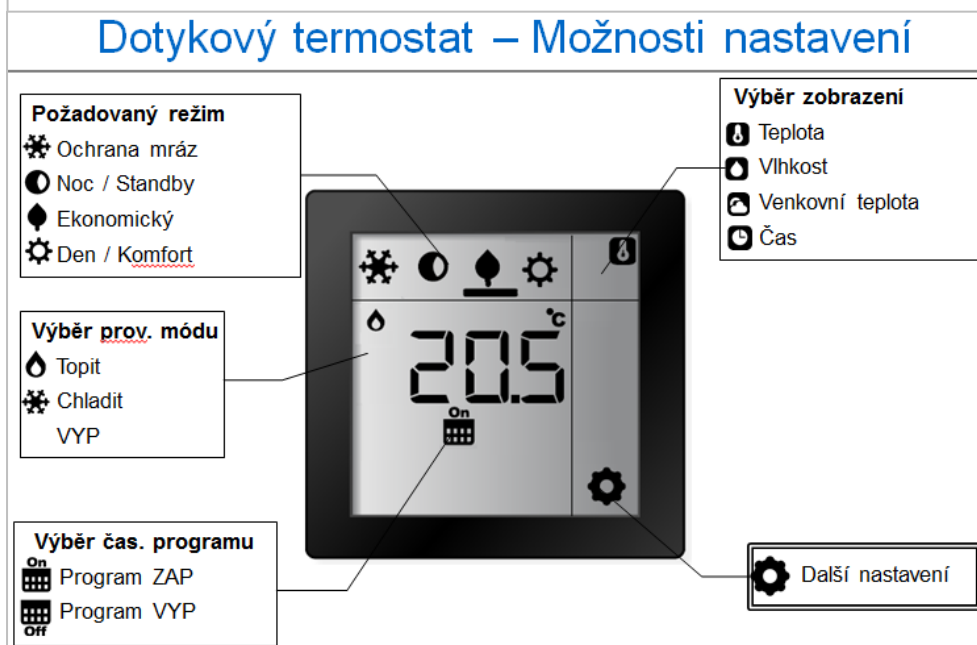 Dotykový termostat – Možnosti nastavení
Požadovaný režim
Ochrana mráz
Noc / Standby
Ekonomický
Den / Komfort
Výběr zobrazení
Teplota
Vlhkost
Venkovní teplota
Čas
Výběr prov. módu
Topit
Chladit
VYP
°C
20.5
On
Výběr čas. programu
On
Program ZAP
Program VYP
Off
Další nastavení